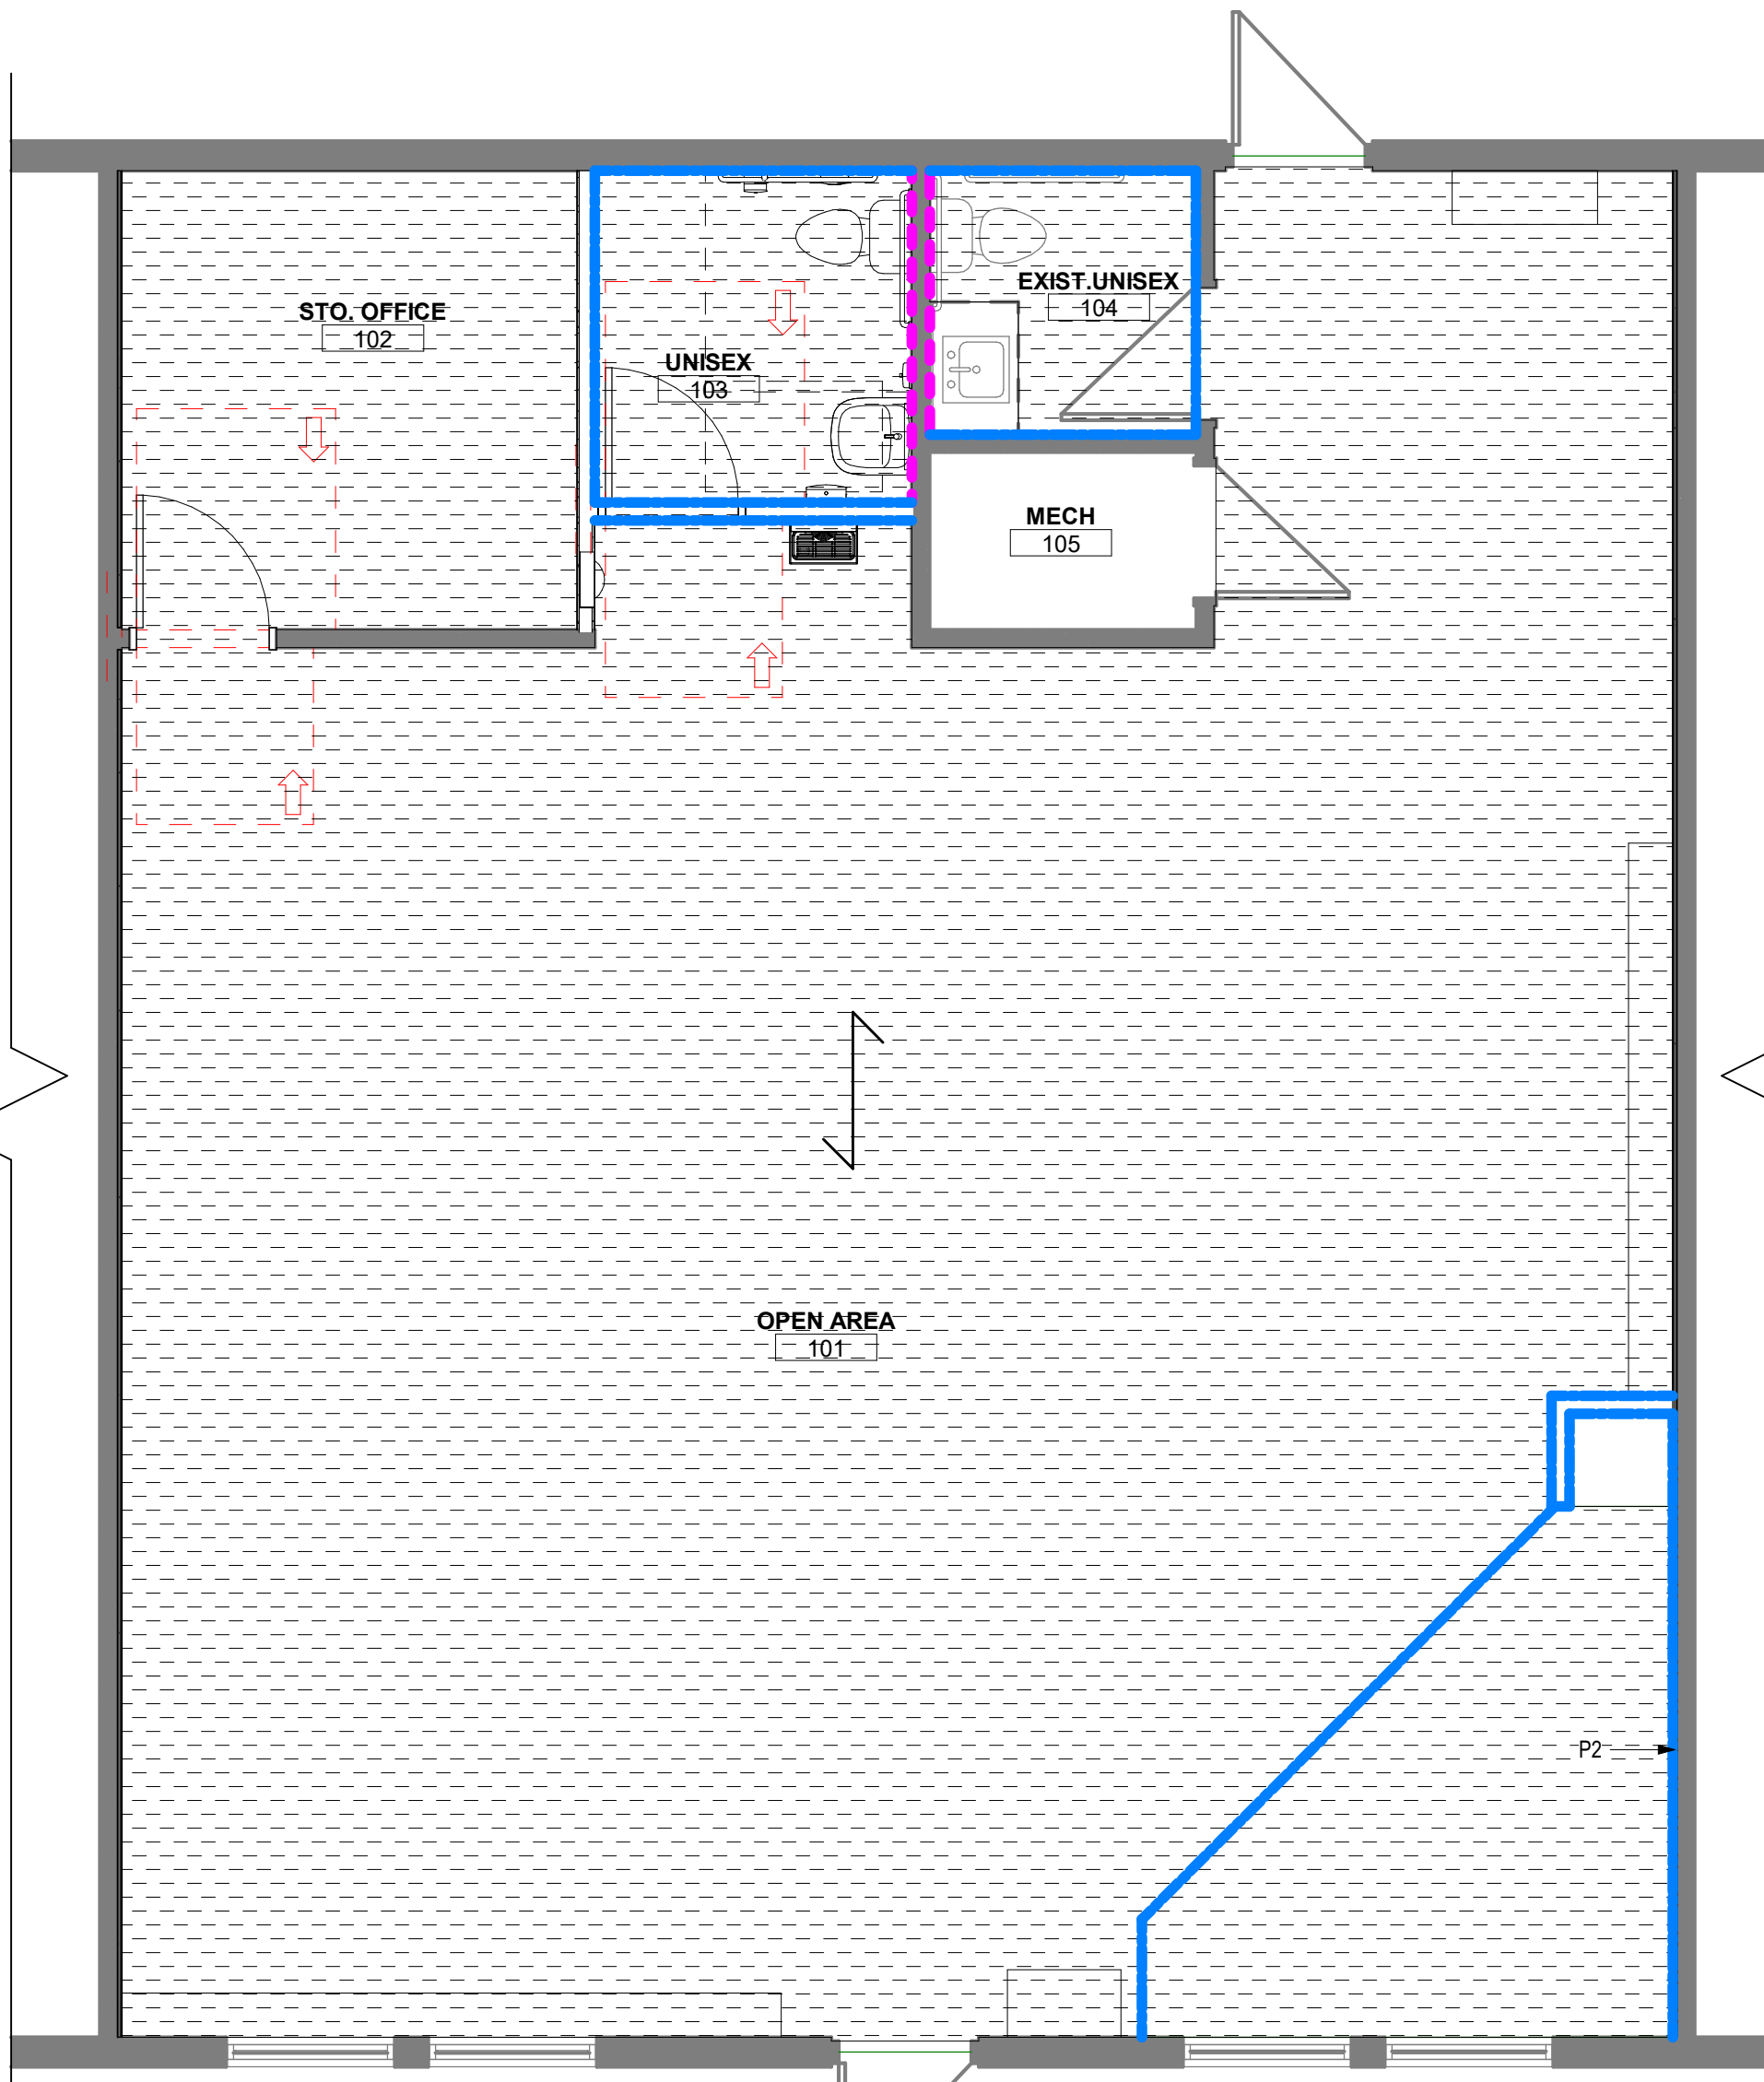 EXIST.UNISEX
104
STO. OFFICE
102
UNISEX
103
MECH
105
OPEN AREA
101
P2